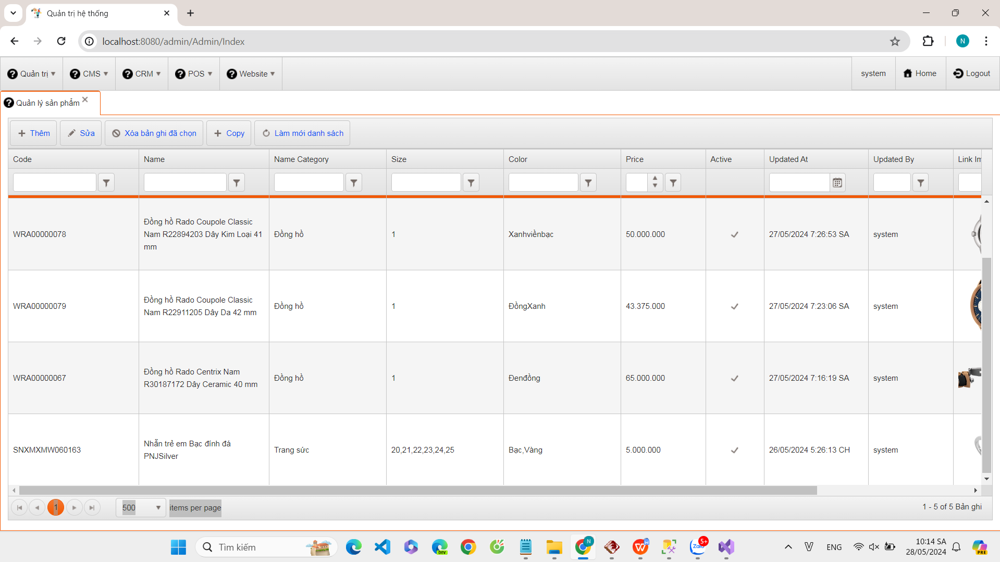 Quản trị hệ thống
localhost:8080/admin/Admin/Index
N
Quản trị
CMS
CRM
POS
Website
system
Home
Logout
Quản lý sản phẩm
Thêm
Sửa
Xóa bản ghi đã chọn
Copy
Làm mới danh sách
Code
Name
Name Category
Size
Color
Price
Active
Updated At
Updated By
Link Im
WRA00000078
Đồng hồ Rado Coupole Classic
Nam R22894203 Dây Kim Loại 41
mm
Đồng hồ
1
Xanhviềnbạc
50.000.000
27/05/2024 7:26:53 SA
system
WRA00000079
Đồng hồ Rado Coupole Classic
Nam R22911205 Dây Da 42 mm
Đồng hồ
1
ĐồngXanh
43.375.000
27/05/2024 7:23:06 SA
system
WRA00000067
Đồng hồ Rado Centrix Nam
R30187172 Dây Ceramic 40 mm
Đồng hồ
1
Đenđồng
65.000.000
27/05/2024 7:16:19 SA
system
SNXMXMW060163
Nhẫn trẻ em Bạc đính đá
PNJSilver
Trang sức
20,21,22,23,24,25
Bạc,Vàng
5.000.000
26/05/2024 5:26:13 CH
system
1
500
items per page
1 - 5 of 5 Bản ghi
Tìm kiếm
DEV
N
W
Zalo
5+
V
ENG
10:14 SA
28/05/2024
PRE